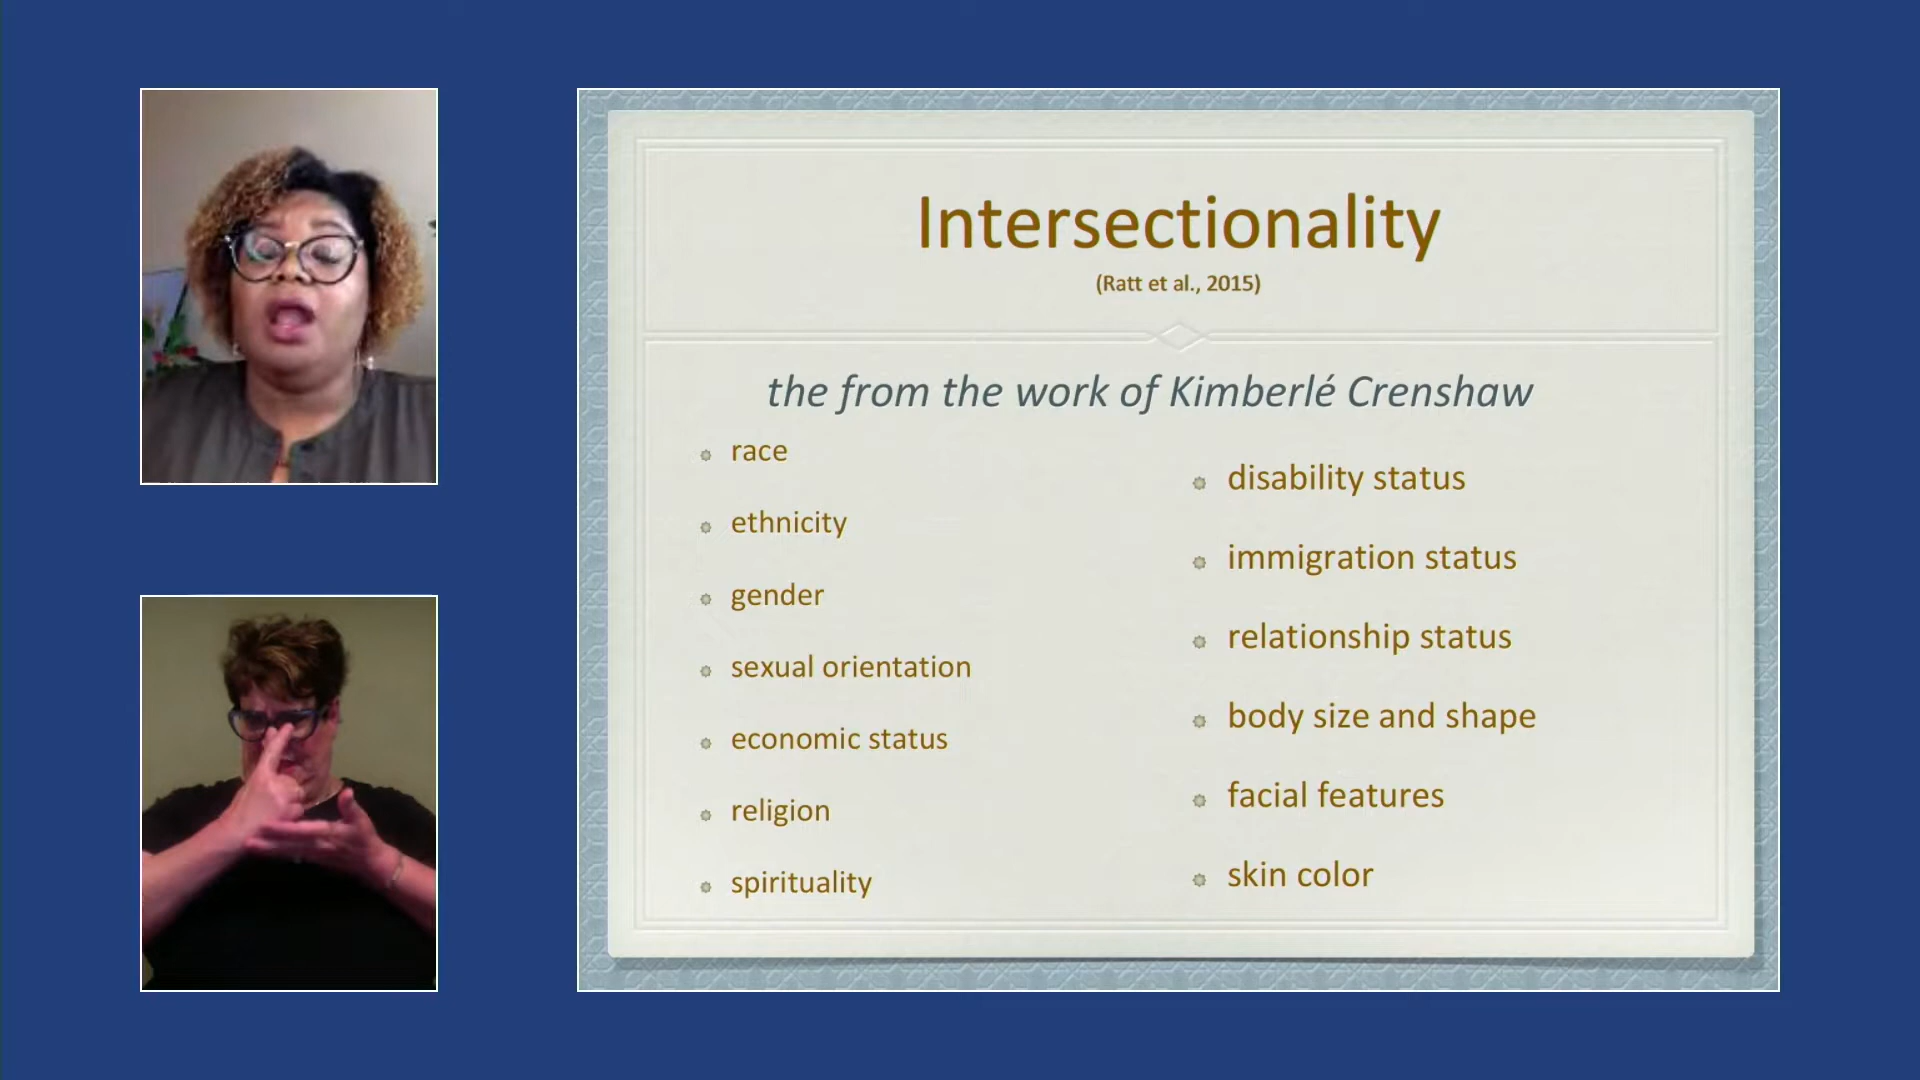 Intersectionality
(Ratt et al., 2015)
the from the work of Kimberlé Crenshaw
race
ethnicity
gender
sexual orientation
economic status
religion
spirituality
disability status
immigration status
relationship status
body size and shape
facial features
skin color